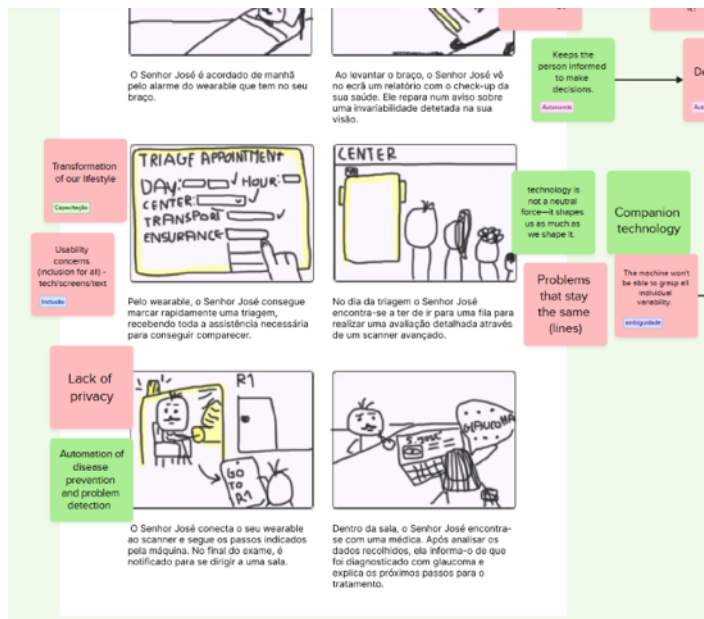 O Senhor José é acordado de manhã
pelo alarme do wearable que tem no seu
braço.
Ao levantar o braço, o Senhor José vê
no ecrã um relatório com o check-up da
sua saúde. Ele repara num aviso sobre
uma invariabilidade detetada na sua
visão.
Keeps the
person informed
to make
decisions.
Autonomia
Transformation
of our lifestyle
Capacitação
Usability
concerns
(inclusion for all) -
tech/screens/text
Inclusão
TRIAGE APPOINTMENT
DAY: HOUR:
CENTER:
TRANSPORT
ENSURANCE
CENTER
technology is
not a neutral
force—it shapes
us as much as
we shape it.
Companion
technology
Problems
that stay
the same
(lines)
The machine won't
be able to grasp all
individual
variability.
ambiguidade
Pelo wearable, o Senhor José consegue
marcar rapidamente uma triagem,
recebendo toda a assistência necessária
para conseguir comparecer.
No dia da triagem o Senhor José
encontra-se a ter de ir para uma fila para
realizar uma avaliação detalhada através
de um scanner avançado.
Lack of
privacy
Automation of
disease
prevention
and problem
detection
R1
GO
TO
R1
S. JOSÉ
GLAUCOMA
O Senhor José conecta o seu wearable
ao scanner e segue os passos indicados
pela máquina. No final do exame, é
notificado para se dirigir a uma sala.
Dentro da sala, o Senhor José encontra-
se com uma médica. Após analisar os
dados recolhidos, ela informa-o de que
foi diagnosticado com glaucoma e
explica os próximos passos para o
tratamento.